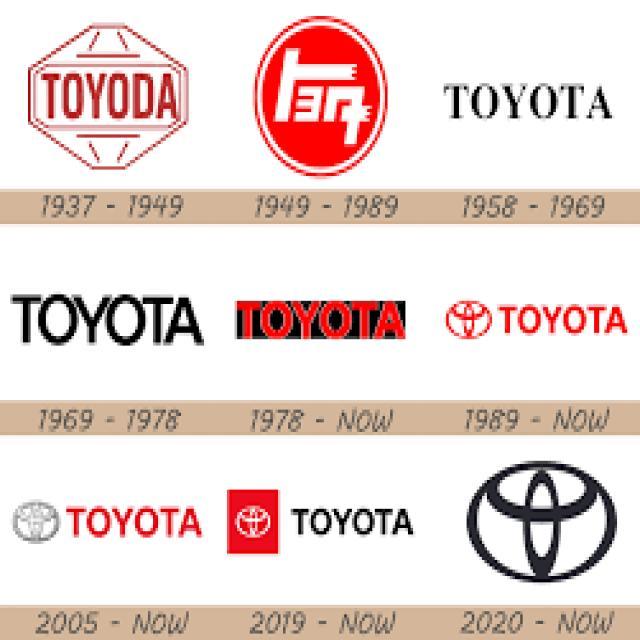 TOYODA
トヨタ
TOYOTA
1937 - 1949
1949 - 1989
1958 - 1969
TOYOTA
TOYOTA
TOYOTA
1969 - 1978
1978 - NOW
1989 - NOW
TOYOTA
TOYOTA
2005 - NOW
2019 - NOW
2020 - NOW